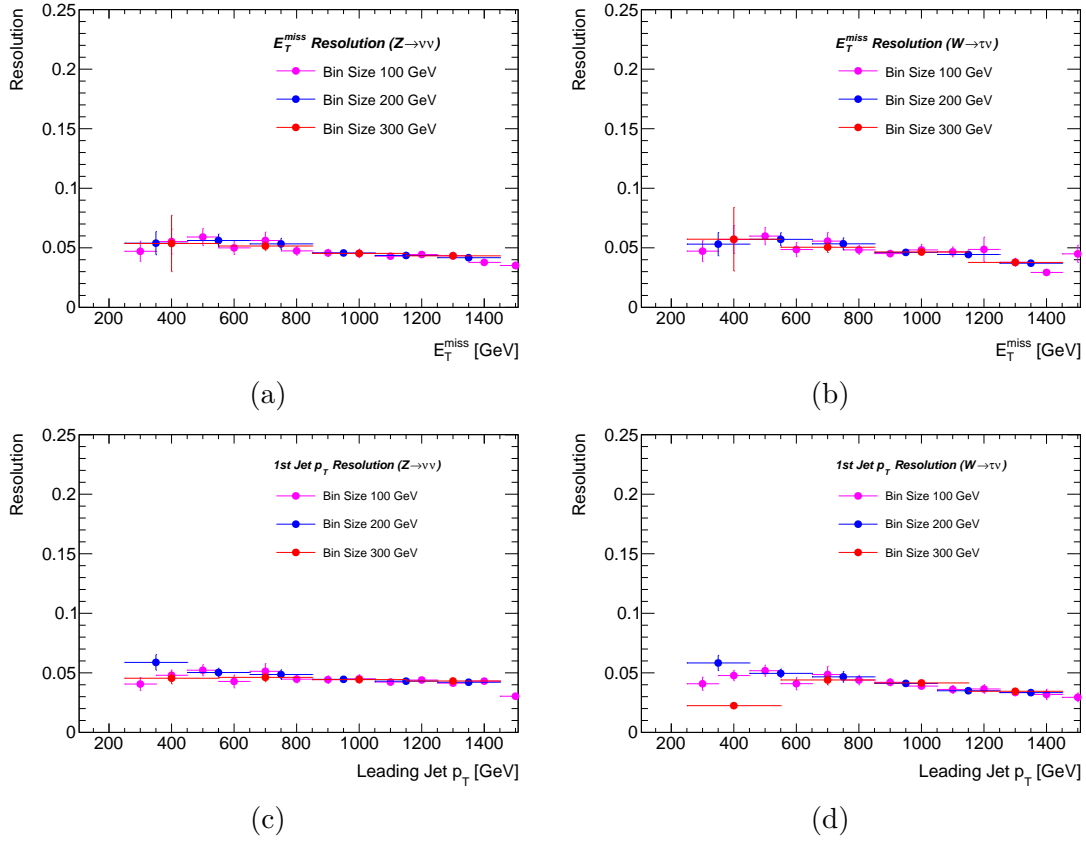 E_T^miss Resolution (Z→νν)
Bin Size 100 GeV
Bin Size 200 GeV
Bin Size 300 GeV
Resolution
0.25
0.2
0.15
0.1
0.05
0
200 400 600 800 1000 1200 1400
E_T^miss [GeV]
(a)
E_T^miss Resolution (W→τν)
Bin Size 100 GeV
Bin Size 200 GeV
Bin Size 300 GeV
Resolution
0.25
0.2
0.15
0.1
0.05
0
200 400 600 800 1000 1200 1400
E_T^miss [GeV]
(b)
1st Jet p_T Resolution (Z→νν)
Bin Size 100 GeV
Bin Size 200 GeV
Bin Size 300 GeV
Resolution
0.25
0.2
0.15
0.1
0.05
0
200 400 600 800 1000 1200 1400
Leading Jet p_T [GeV]
(c)
1st Jet p_T Resolution (W→τν)
Bin Size 100 GeV
Bin Size 200 GeV
Bin Size 300 GeV
Resolution
0.25
0.2
0.15
0.1
0.05
0
200 400 600 800 1000 1200 1400
Leading Jet p_T [GeV]
(d)